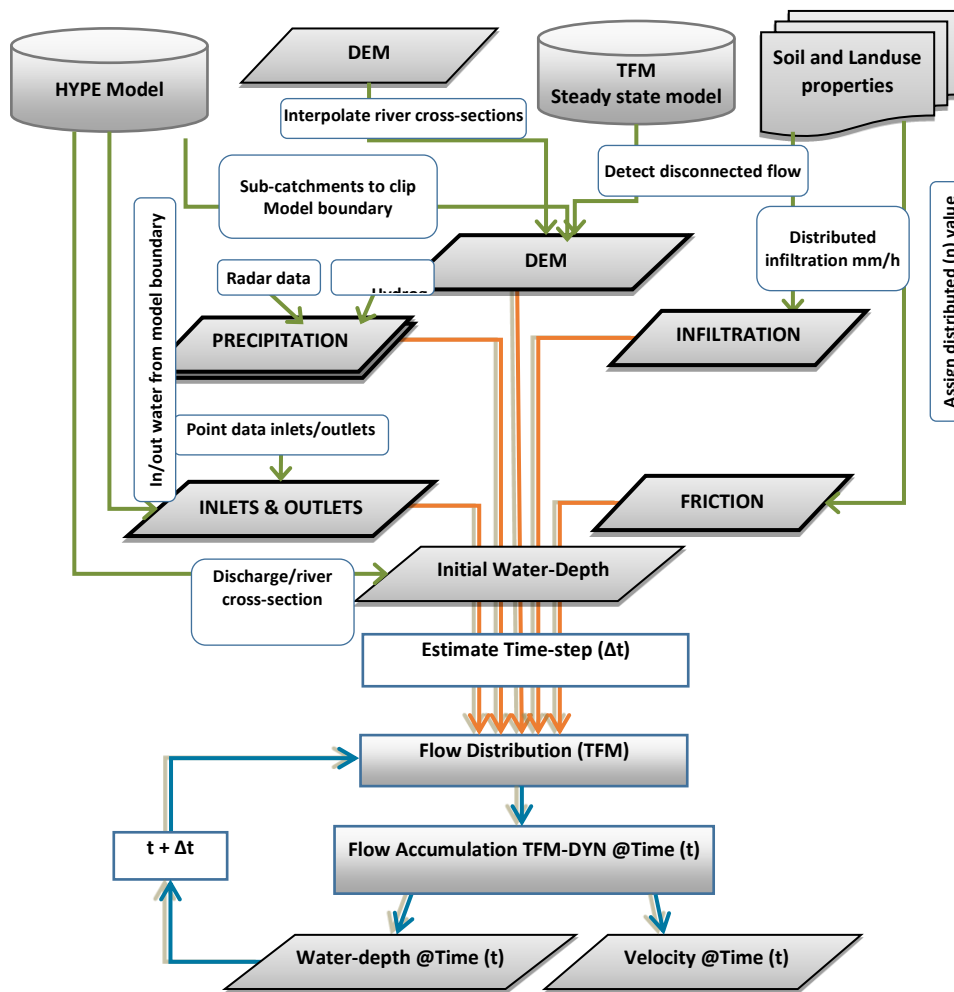 HYPE Model
DEM
TFM
Steady state model
Soil and Landuse
properties
Interpolate river cross-sections
Detect disconnected flow
Sub-catchments to clip
Model boundary
Distributed
infiltration mm/h
Assign distributed (n) value
In/out water from model boundary
DEM
Radar data
PRECIPITATION
INFILTRATION
Point data inlets/outlets
INLETS & OUTLETS
FRICTION
Initial Water-Depth
Discharge/river
cross-section
Estimate Time-step (Δt)
Flow Distribution (TFM)
t + Δt
Flow Accumulation TFM-DYN @Time (t)
Water-depth @Time (t)
Velocity @Time (t)